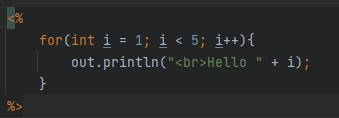 <%
    for(int i = 1; i < 5; i++){
        out.println("<br>Hello " + i);
    }
%>